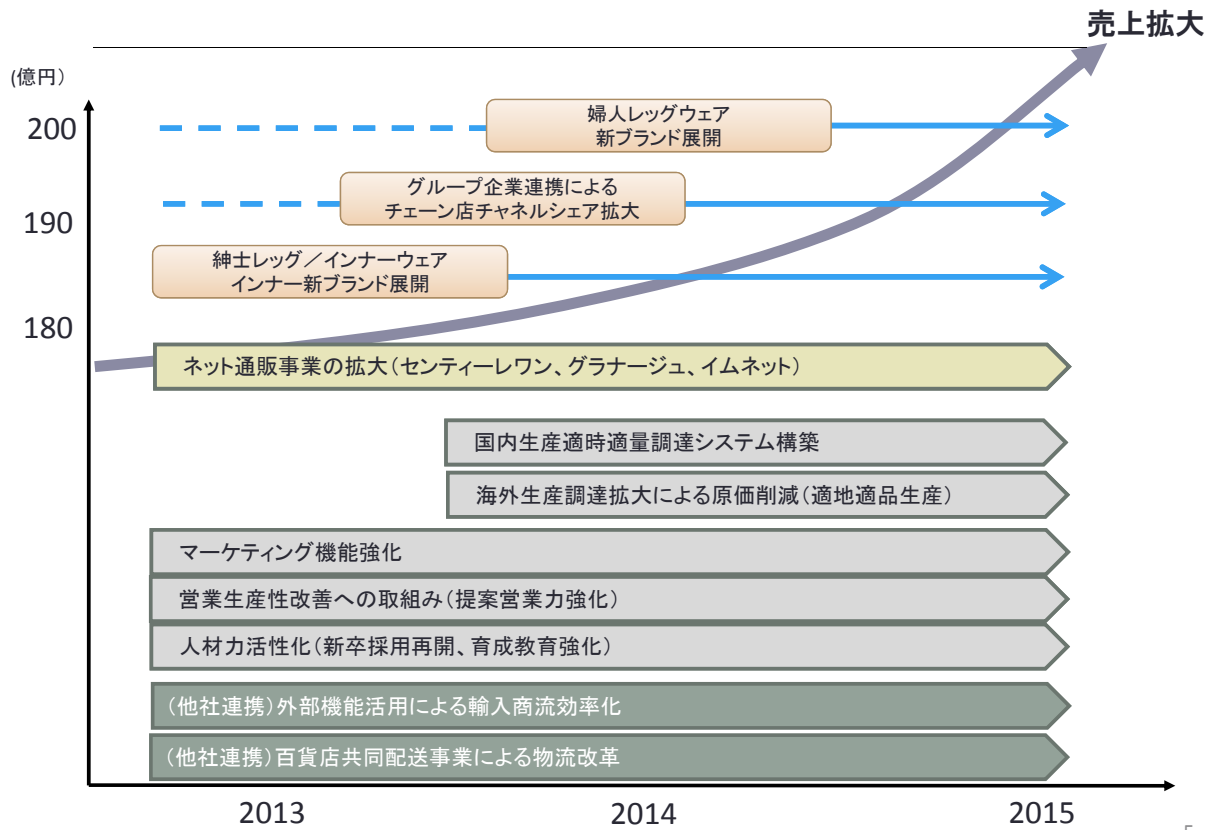 売上拡大
(億円)
200
婦人レッグウェア
新ブランド展開
グループ企業連携による
チェーン店チャネルシェア拡大
190
紳士レッグ/インナーウェア
インナー新ブランド展開
180
ネット通販事業の拡大(センティーレワン、グラナージュ、イムネット)
国内生産適時適量調達システム構築
海外生産調達拡大による原価削減(適地適品生産)
マーケティング機能強化
営業生産性改善への取組み(提案営業力強化)
人材力活性化(新卒採用再開、育成教育強化)
(他社連携)外部機能活用による輸入商流効率化
(他社連携)百貨店共同配送事業による物流改革
2013
2014
2015
5